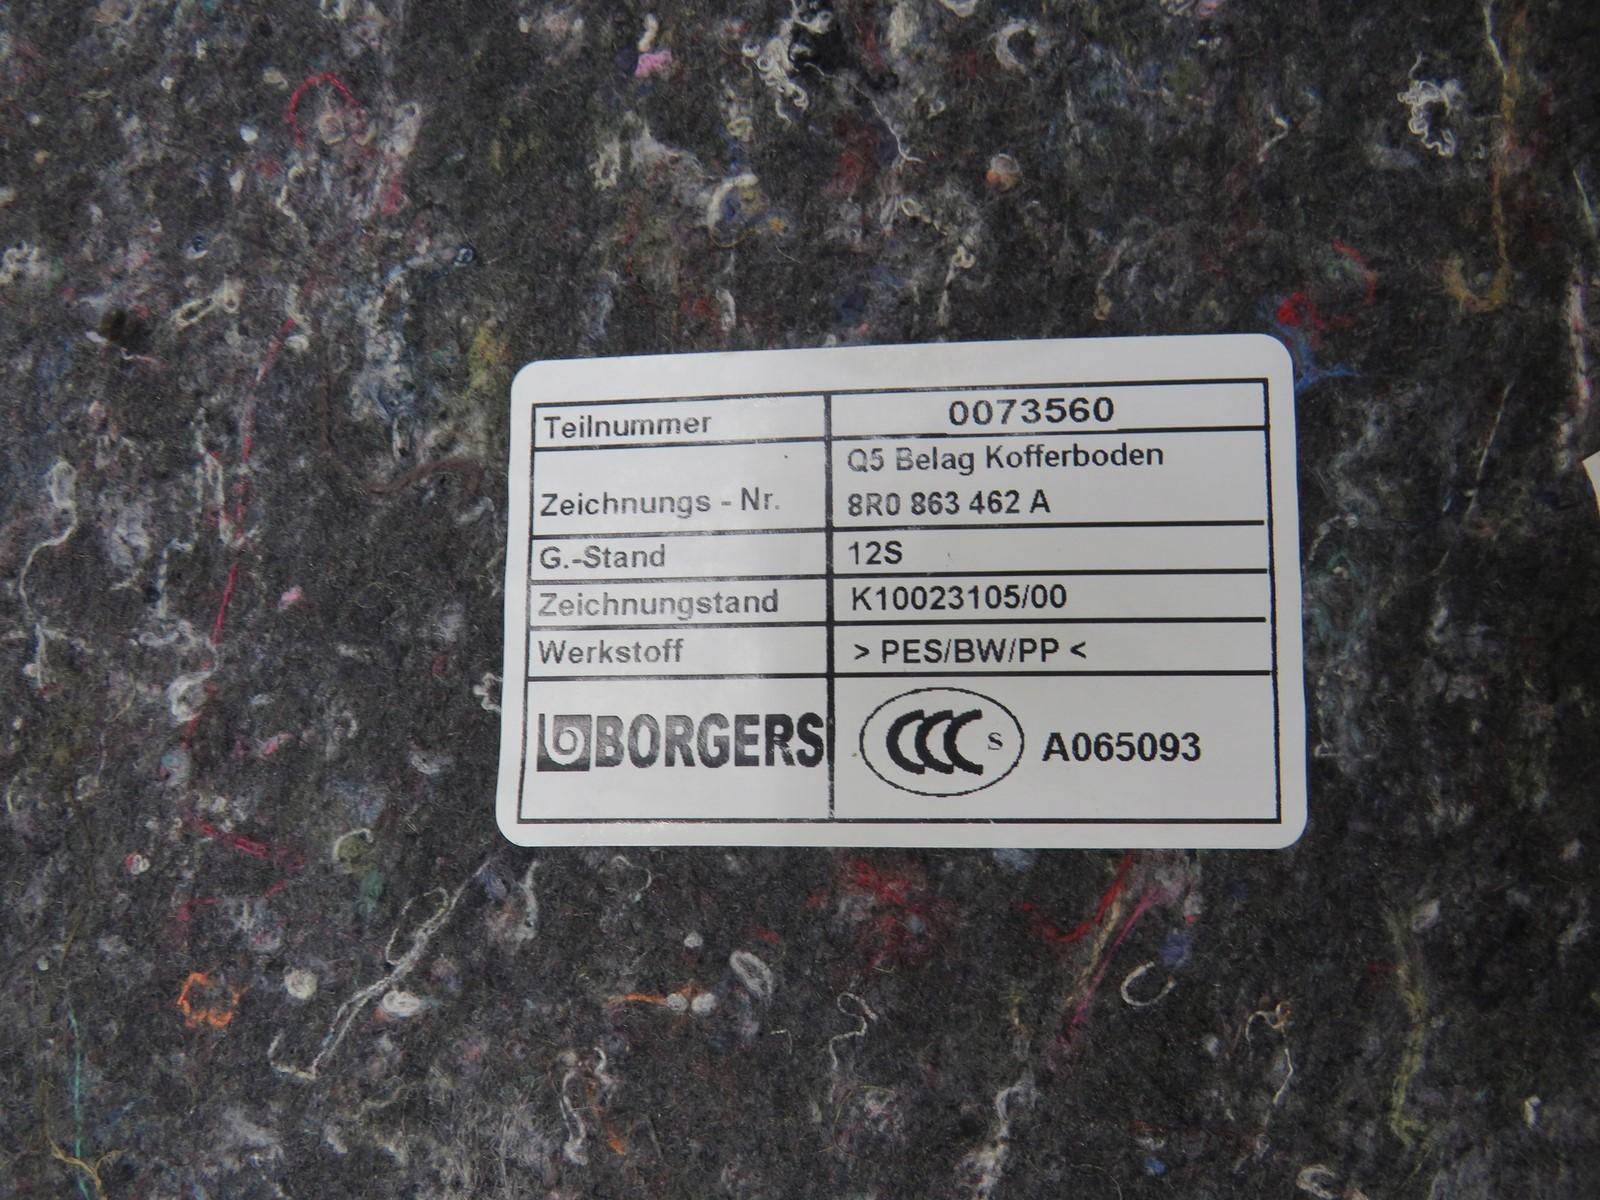 Teilnummer 0073560
Q5 Belag Kofferboden
Zeichnungs - Nr. 8R0 863 462 A
G.-Stand 12S
Zeichnungstand K10023105/00
Werkstoff > PES/BW/PP <
BORGERS CCC S A065093